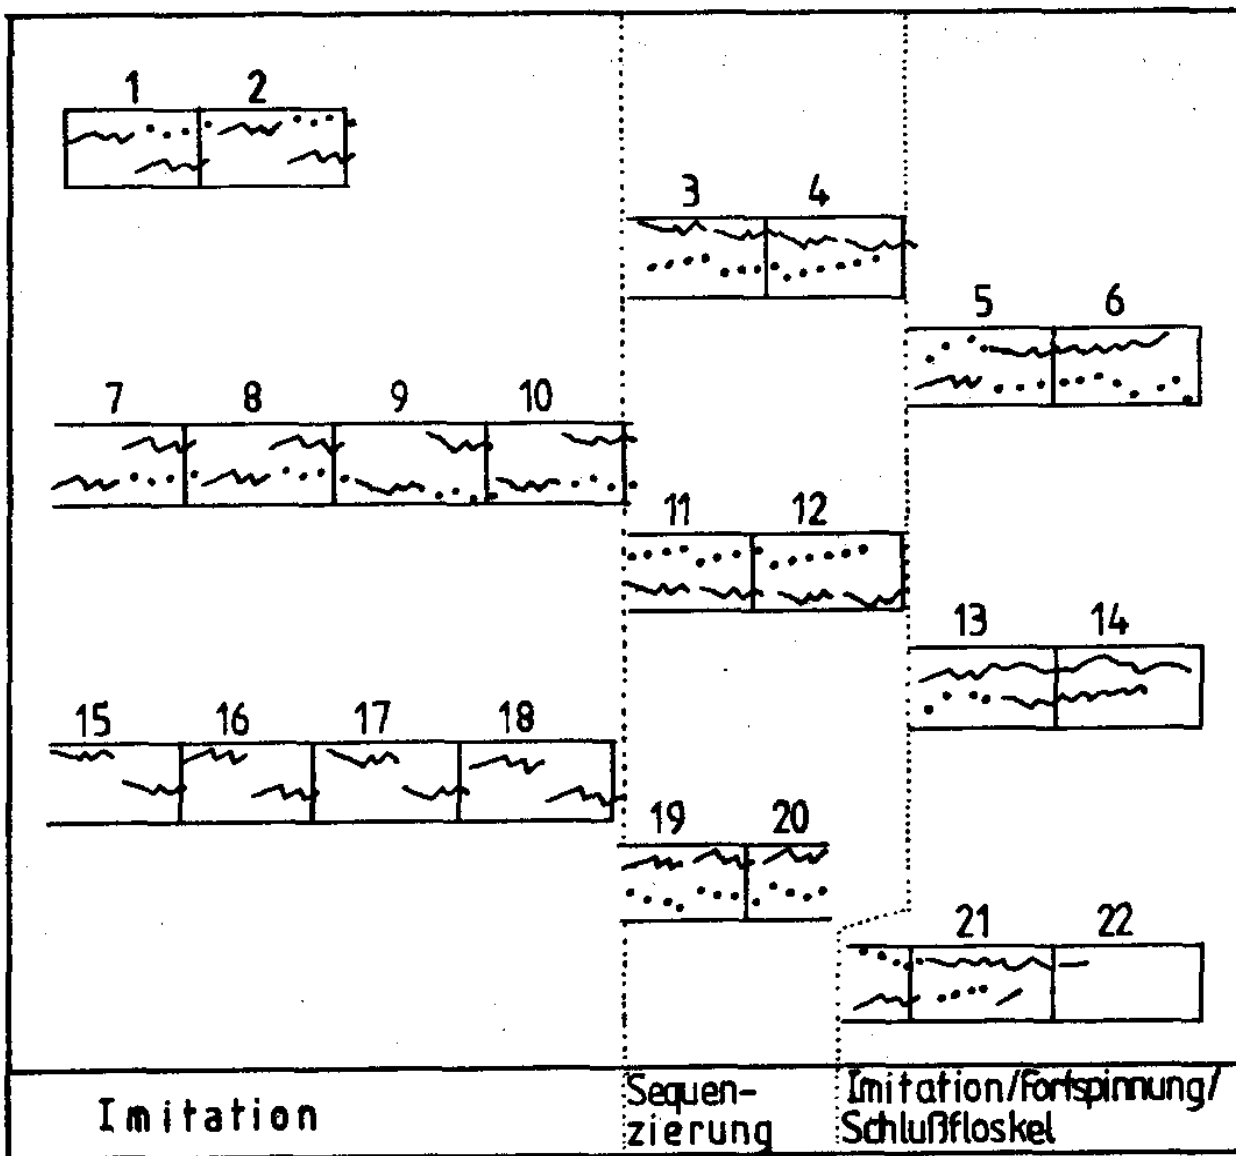 1 2
3 4
5 6
7 8 9 10
11 12
13 14
15 16 17 18
19 20
21 22
Imitation
Sequen-
zierung
Imitation/Fortspinnung/
Schlußfloskel